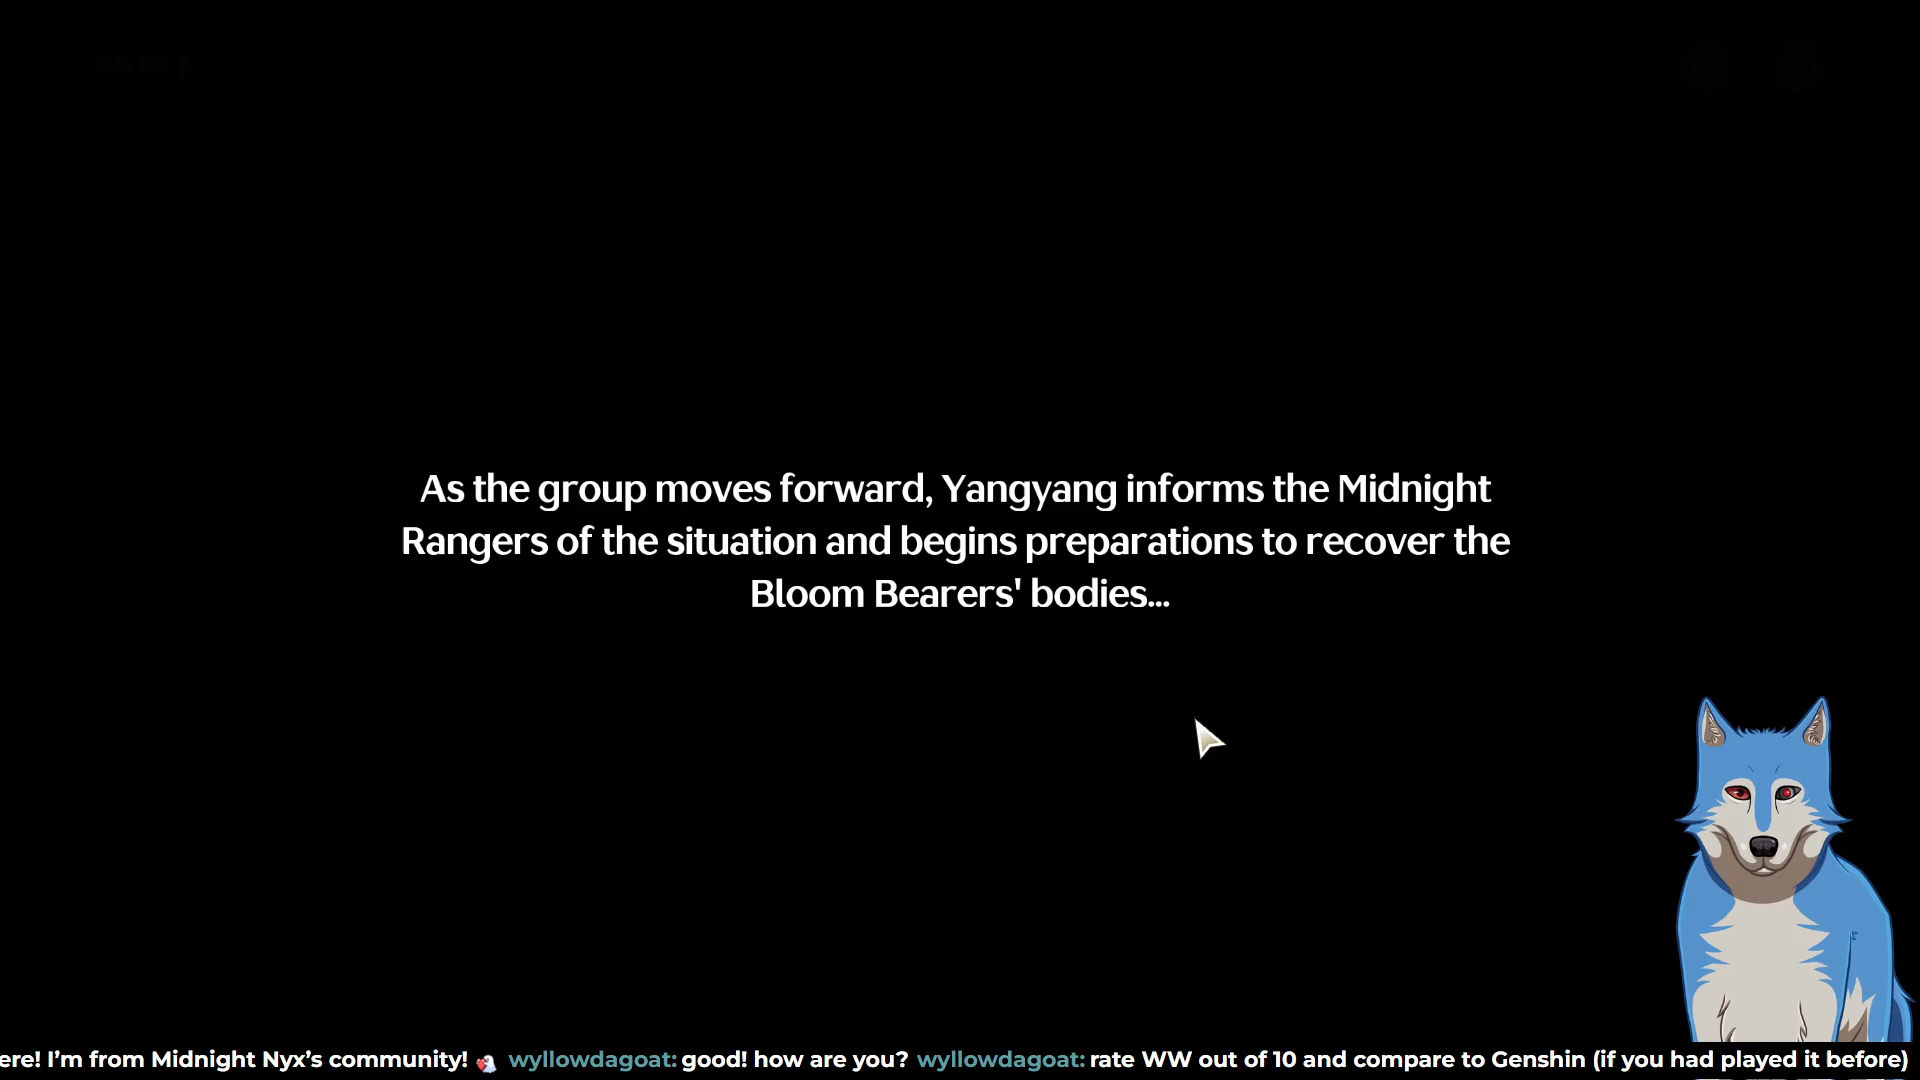 As the group moves forward, Yangyang informs the Midnight
Rangers of the situation and begins preparations to recover the
Bloom Bearers' bodies...
ere! I'm from Midnight Nyx's community! wyllowdagoat: good! how are you? wyllowdagoat: rate WW out of 10 and compare to Genshin (if you had played it before)